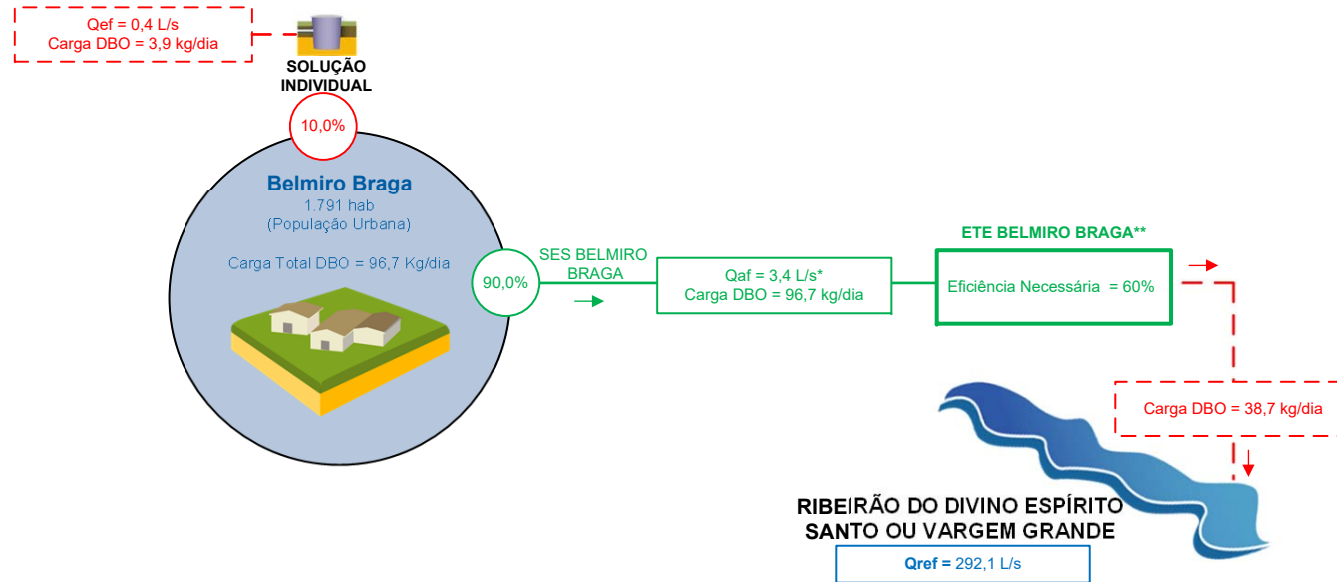 Qef = 0,4 L/s
Carga DBO = 3,9 kg/dia
SOLUÇÃO
INDIVIDUAL
10,0%
Belmiro Braga
1.791 hab
(População Urbana)
Carga Total DBO = 96,7 Kg/dia
90,0%
SES BELMIRO
BRAGA
Qaf = 3,4 L/s*
Carga DBO = 96,7 kg/dia
ETE BELMIRO BRAGA**
Eficiência Necessária = 60%
Carga DBO = 38,7 kg/dia
RIBEIRÃO DO DIVINO ESPÍRITO
SANTO OU VARGEM GRANDE
Qref = 292,1 L/s